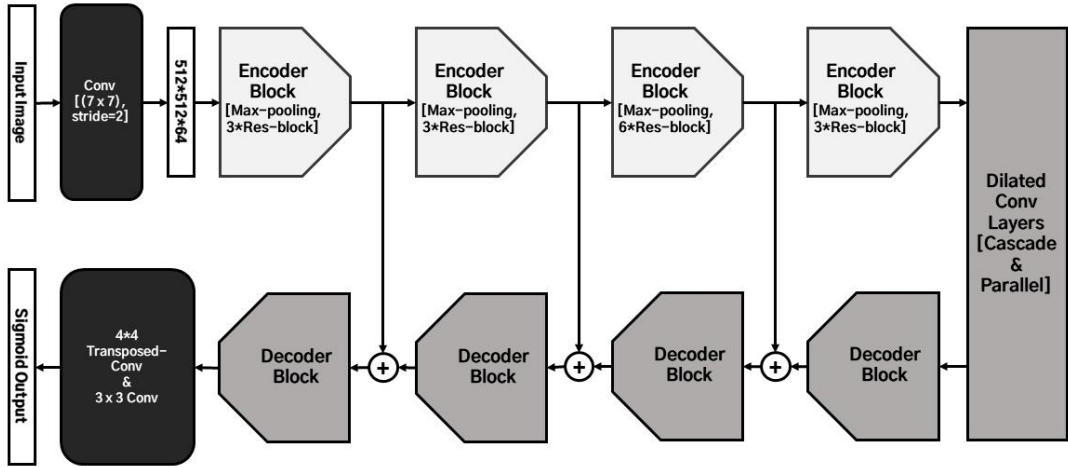 Input Image
Conv
[(7 x 7),
stride=2]
512*512*64
Encoder
Block
[Max-pooling,
3*Res-block]
Encoder
Block
[Max-pooling,
3*Res-block]
Encoder
Block
[Max-pooling,
6*Res-block]
Encoder
Block
[Max-pooling,
3*Res-block]
Dilated
Conv
Layers
[Cascade
&
Parallel]
Sigmoid Output
4*4
Transposed-
Conv
&
3 x 3 Conv
Decoder
Block
+
Decoder
Block
+
Decoder
Block
+
Decoder
Block